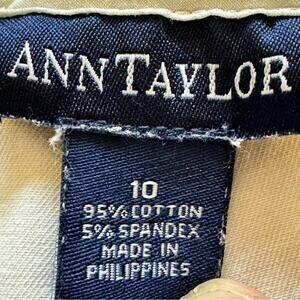 ANN TAYLOR
10
95% COTTON
5% SPANDEX
MADE IN
PHILIPPINES